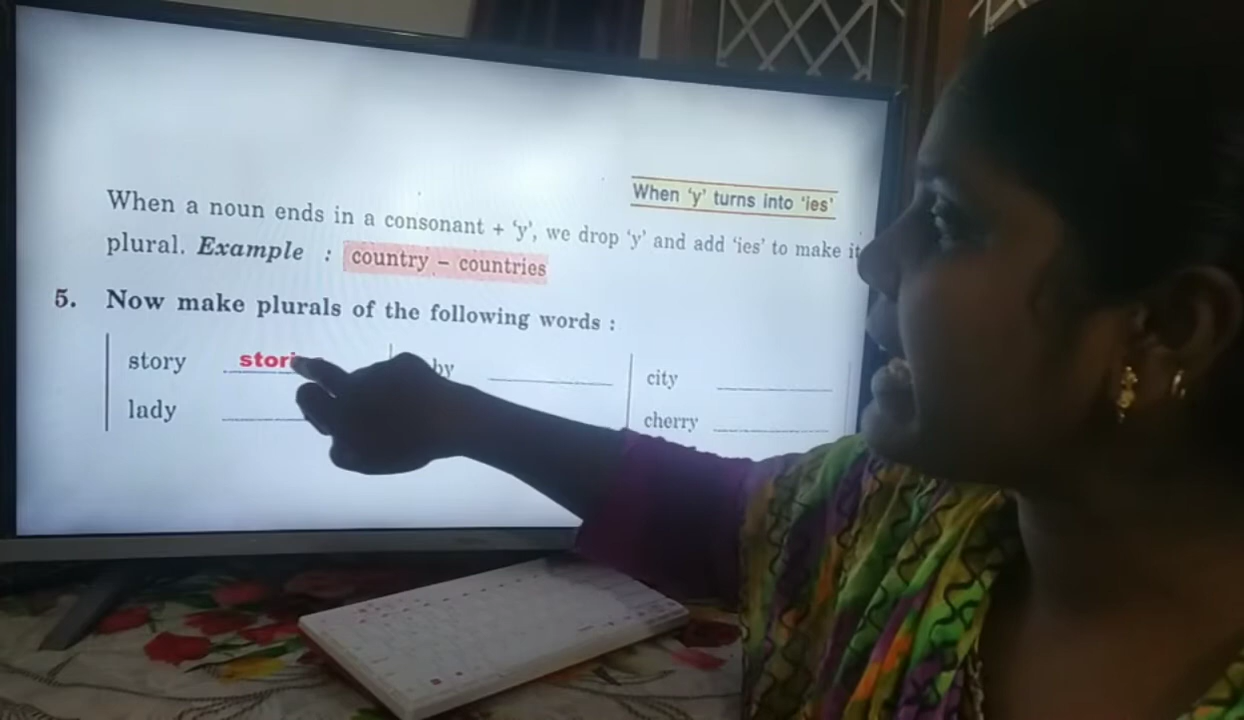 When 'y' turns into 'ies'
When a noun ends in a consonant + 'y', we drop 'y' and add 'ies' to make it
plural. Example : country – countries
5. Now make plurals of the following words :
story city
lady cherry